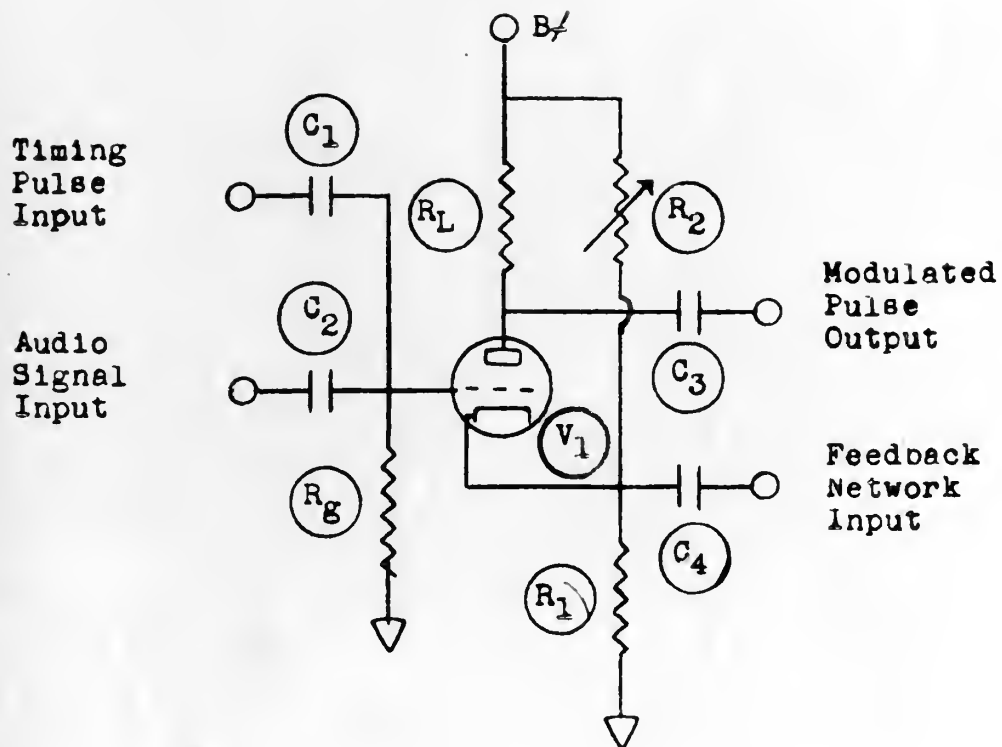 B+
C1
Timing
Pulse
Input
RL
R2
C2
Modulated
Pulse
Output
Audio
Signal
Input
C3
V1
Rg
Feedback
Network
Input
C4
R1